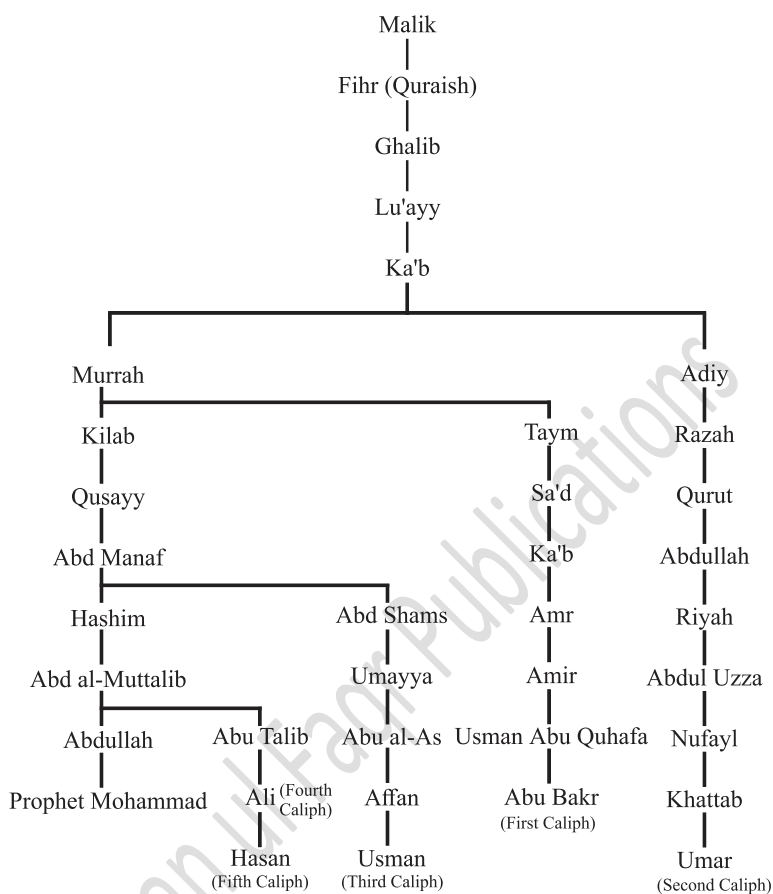 Malik
Fihr (Quraish)
Ghalib
Lu'ayy
Ka'b
Murrah Adiy
Kilab Taym Razah
Qusayy Sa'd Qurut
Abd Manaf Ka'b Abdullah
Hashim Abd Shams Amr Riyah
Abd al-Muttalib Umayya Amir Abdul Uzza
Abdullah Abu Talib Abu al-As Usman Abu Quhafa Nufayl
Prophet Mohammad Ali (Fourth Caliph) Affan Abu Bakr Khattab
(First Caliph)
Hasan Usman Umar
(Fifth Caliph) (Third Caliph) (Second Caliph)
ul Faqr Publications